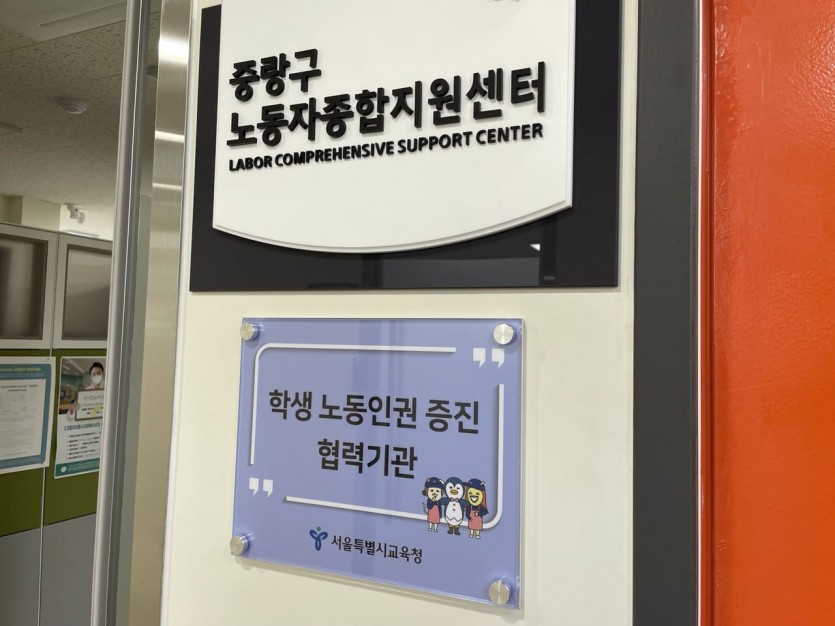 중랑구
노동자종합지원센터
LABOR COMPREHENSIVE SUPPORT CENTER
학생 노동인권 증진
협력기관
서울특별시교육청